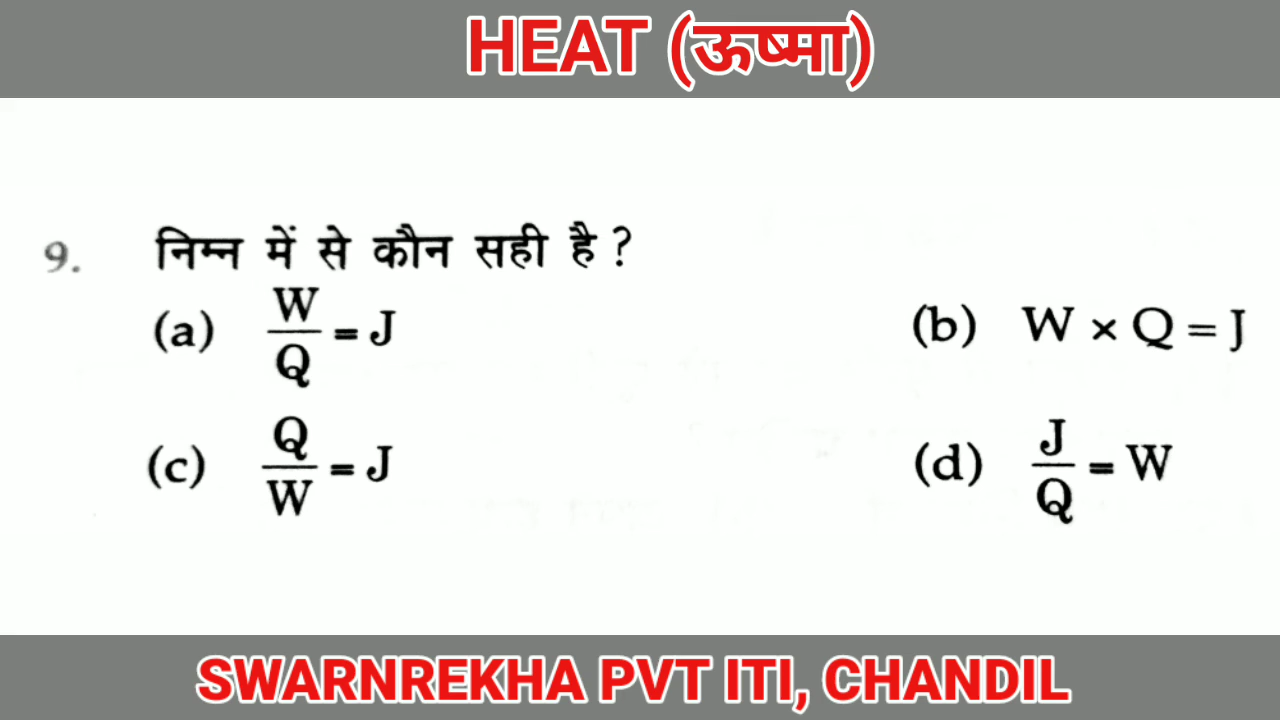 HEAT (ऊष्मा)
9. निम्न में से कौन सही है ?
(a) W/Q = J
(b) W × Q = J
(c) Q/W = J
(d) J/Q = W
SWARNREKHA PVT ITI, CHANDIL